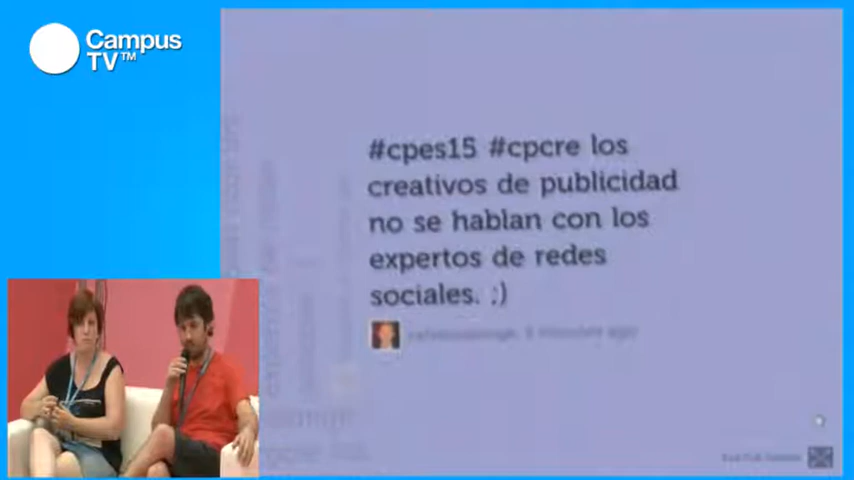 Campus
TV™
#cpes15 #cpcre los
creativos de publicidad
no se hablan con los
expertos de redes
sociales. ;)